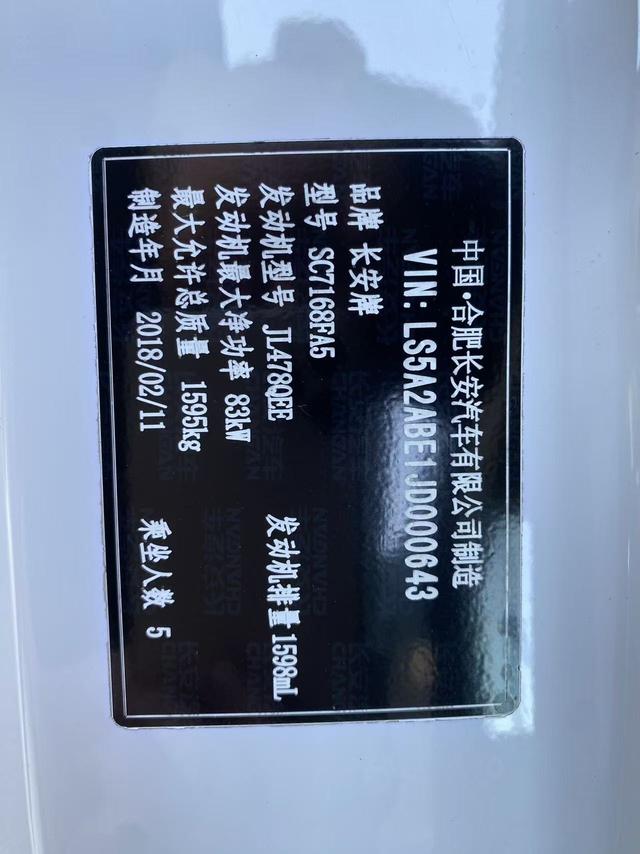 中国·合肥长安汽车有限公司制造
VIN: LS5A2ABE1JD000643
品牌 长安牌
型号 SC7168FA5
发动机型号 JL478QEE 发动机排量 1598mL
发动机最大净功率 83kW
最大允许总质量 1595kg
制造年月 2018/02/11 乘坐人数 5